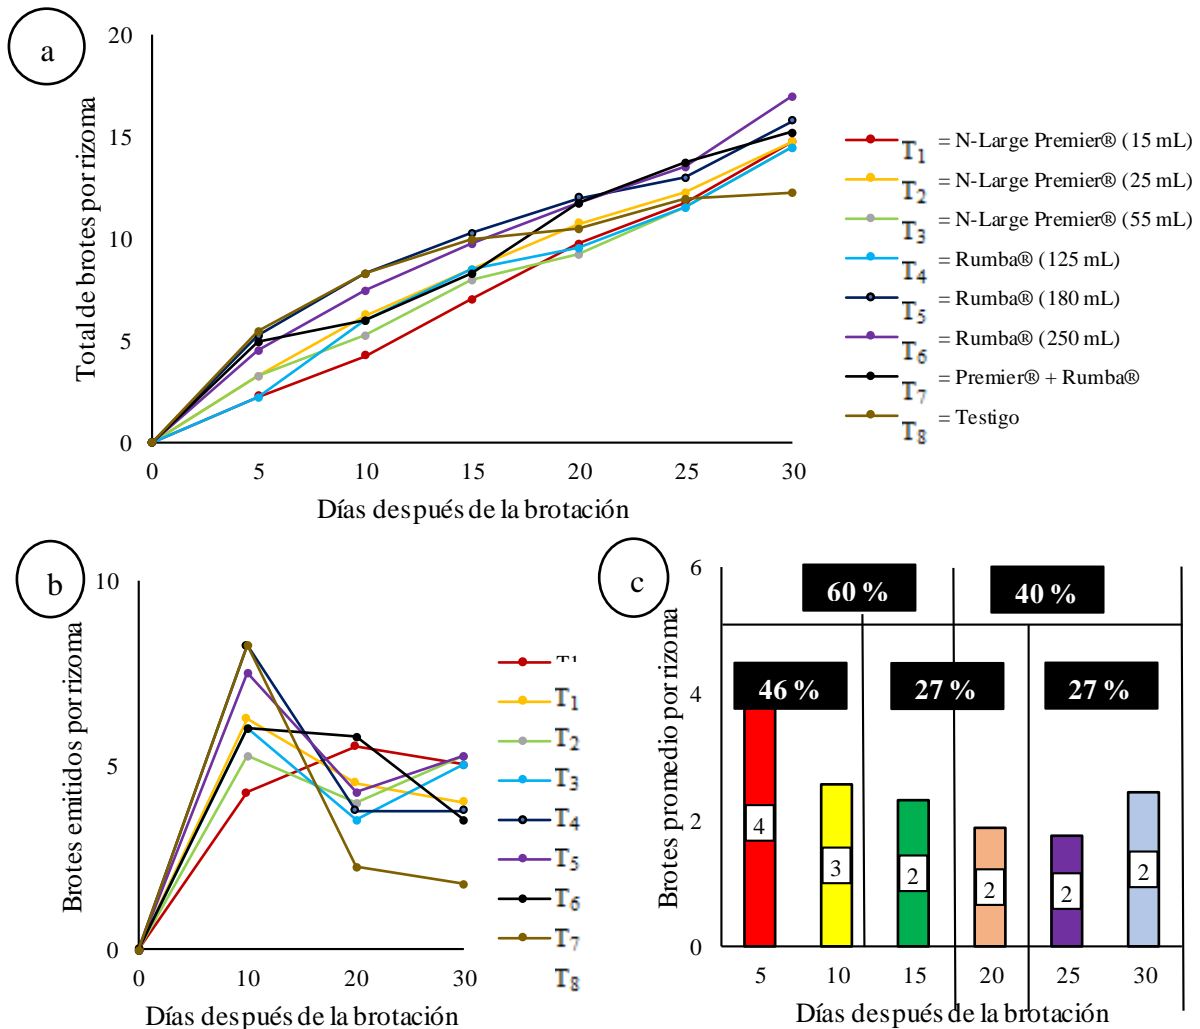 a
20
15
10
5
0
Total de brotes por rizoma
0 5 10 15 20 25 30
Días después de la brotación
T1 = N-Large Premier® (15 mL)
T2 = N-Large Premier® (25 mL)
T3 = N-Large Premier® (55 mL)
T4 = Rumba® (125 mL)
T5 = Rumba® (180 mL)
T6 = Rumba® (250 mL)
T7 = Premier® + Rumba®
T8 = Testigo
b
10
5
0
Brotes emitidos por rizoma
0 10 20 30
Días después de la brotación
T1
T2
T3
T4
T5
T6
T7
T8
c
6
4
2
0
Brotes promedio por rizoma
60 % 40 %
46 % 27 % 27 %
4 3 2 2 2 2
5 10 15 20 25 30
Días después de la brotación